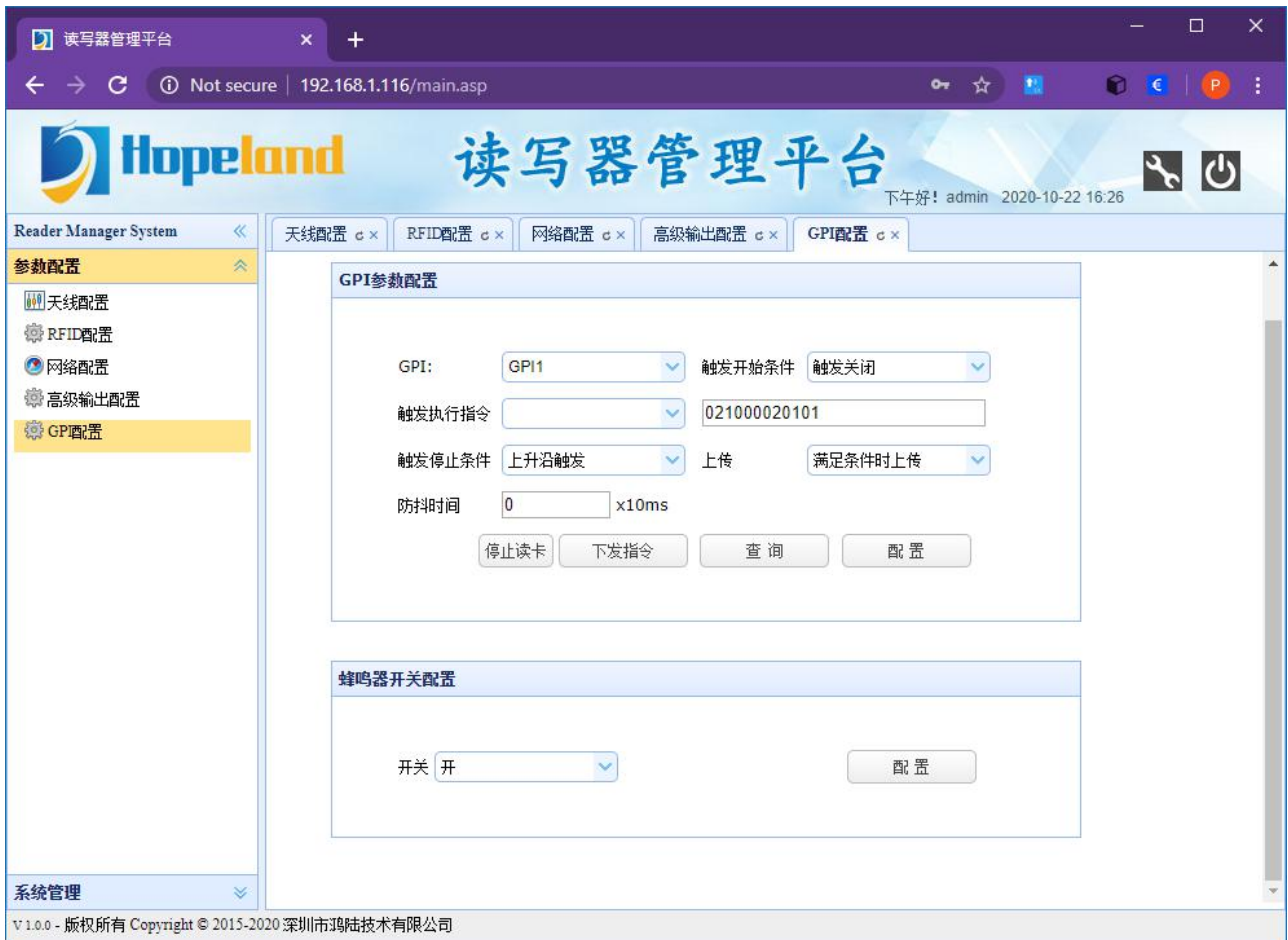 读写器管理平台
Not secure | 192.168.1.116/main.asp
P
Hopeland
读写器管理平台
下午好! admin 2020-10-22 16:26
Reader Manager System
天线配置
RFID配置
网络配置
高级输出配置
GPI配置
参数配置
天线配置
RFID配置
网络配置
高级输出配置
GPI配置
GPI参数配置
GPI: GPI1 触发开始条件 触发关闭
触发执行指令 021000020101
触发停止条件 上升沿触发 上传 满足条件时上传
防抖时间 0 x10ms
停止读卡 下发指令 查 询 配 置
蜂鸣器开关配置
开关 开 配 置
系统管理
V 1.0.0 - 版权所有 Copyright © 2015-2020 深圳市鸿陆技术有限公司